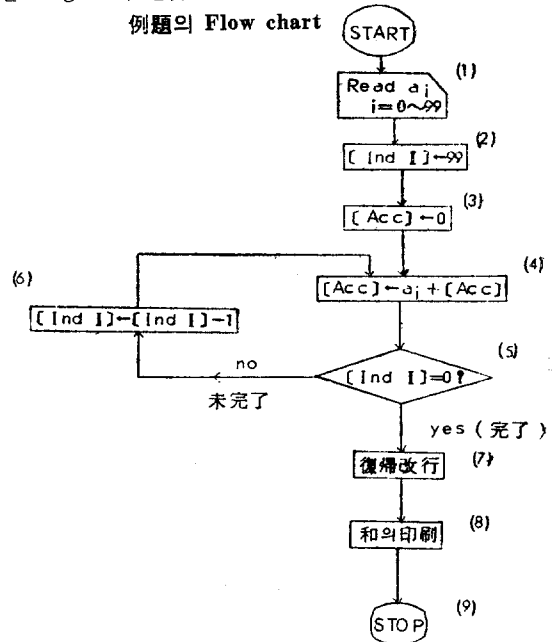 例題의 Flow chart
START
(1)
Read ai
i=0～99
(2)
[Ind I]←99
(3)
[Acc]←0
(4)
[Acc]←ai+[Acc]
(5)
[Ind I]=0?
(6)
[Ind I]←[Ind I]-1
no
未完了
yes (完了)
復帰改行
(7)
和의印刷
(8)
STOP
(9)